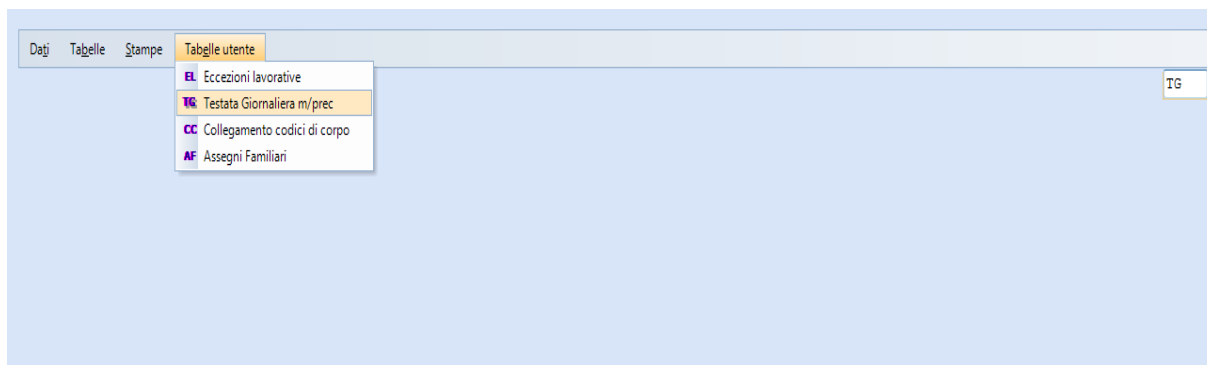 Dati Tabelle Stampe Tabelle utente
EL Eccezioni lavorative
TG
TG Testata Giornaliera m/prec
CC Collegamento codici di corpo
AF Assegni Familiari